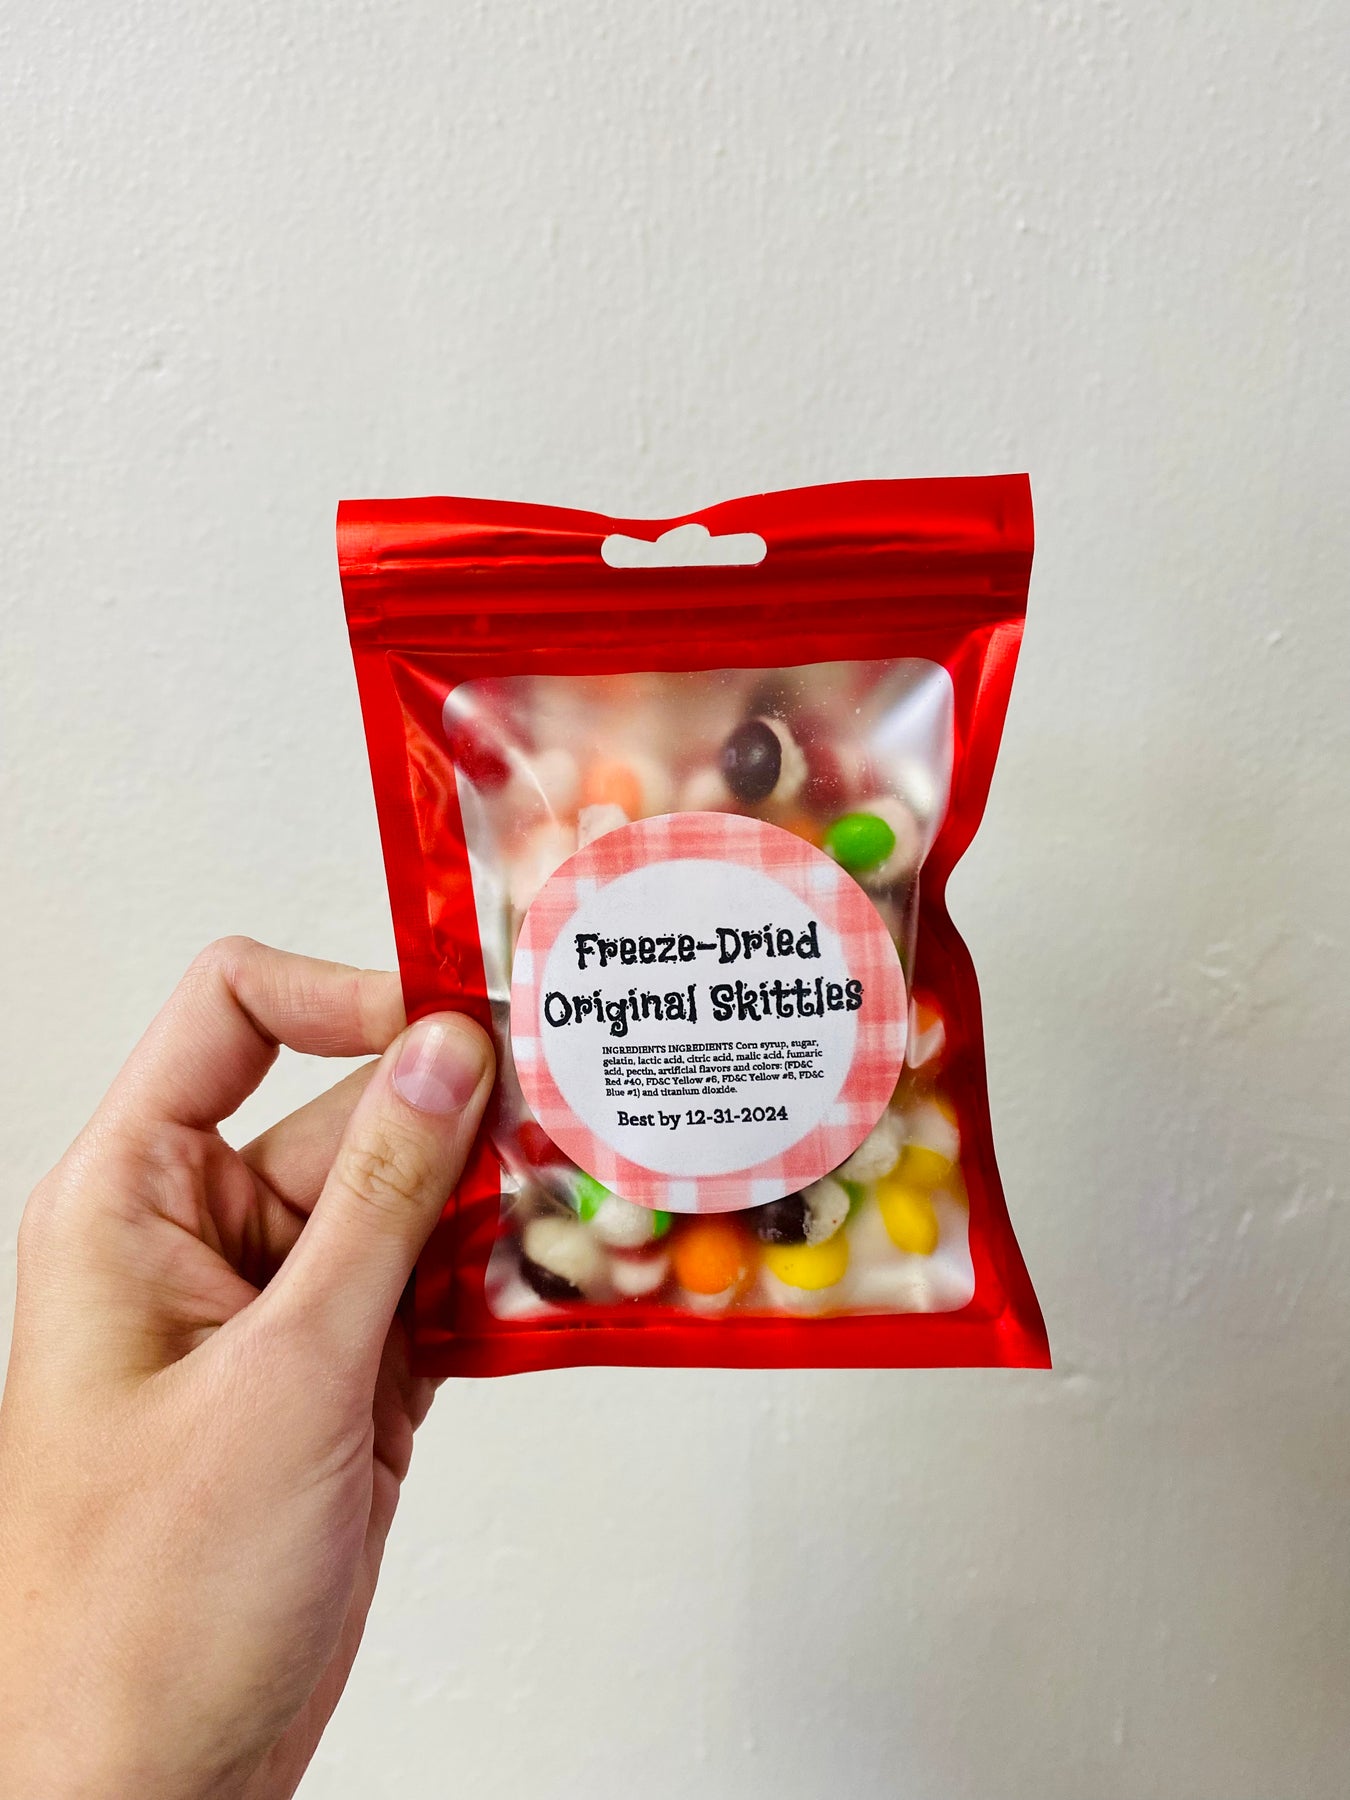 Freeze-Dried
Original Skittles
INGREDIENTS INGREDIENTS Corn syrup, sugar,
gelatin, lactic acid, citric acid, malic acid, fumaric
acid, pectin, artificial flavors and colors: (FD&C
Red #40, FD&C Yellow #6, FD&C Yellow #5, FD&C
Blue #1) and titanium dioxide.
Best by 12-31-2024